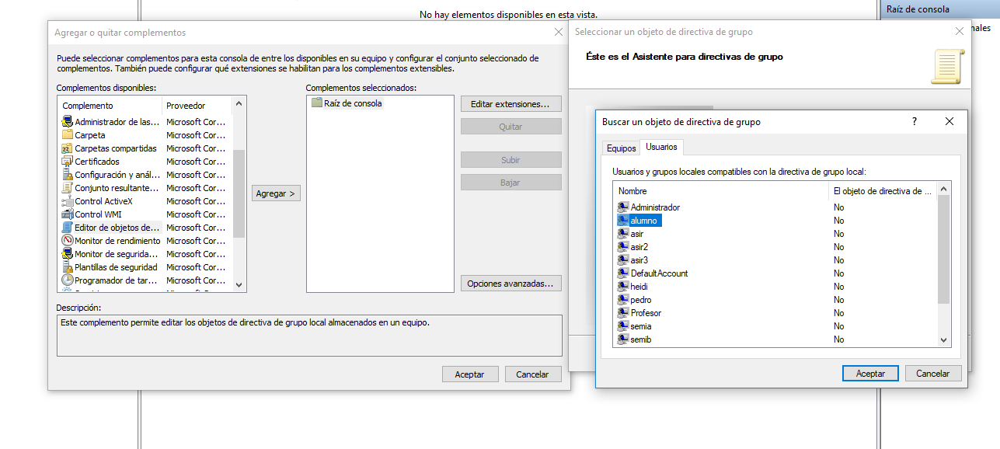 No hay elementos disponibles en esta vista.
Raíz de consola
nales
Agregar o quitar complementos
Puede seleccionar complementos para esta consola de entre los disponibles en su equipo y configurar el conjunto seleccionado de
complementos. También puede configurar qué extensiones se habilitan para los complementos extensibles.
Complementos disponibles:
Complemento Proveedor
Administrador de las... Microsoft Cor...
Carpeta Microsoft Cor...
Carpetas compartidas Microsoft Cor...
Certificados Microsoft Cor...
Configuración y anál... Microsoft Cor...
Conjunto resultante... Microsoft Cor...
Control ActiveX Microsoft Cor...
Control WMI Microsoft Cor...
Editor de objetos de... Microsoft Cor...
Monitor de rendimiento Microsoft Cor...
Monitor de segurida... Microsoft Cor...
Plantillas de seguridad Microsoft Cor...
Programador de tar... Microsoft Cor...
Agregar >
Complementos seleccionados:
Raíz de consola
Editar extensiones...
Quitar
Subir
Bajar
Opciones avanzadas...
Descripción:
Este complemento permite editar los objetos de directiva de grupo local almacenados en un equipo.
Aceptar Cancelar
Seleccionar un objeto de directiva de grupo
Éste es el Asistente para directivas de grupo
Buscar un objeto de directiva de grupo ?
Equipos Usuarios
Usuarios y grupos locales compatibles con la directiva de grupo local:
Nombre El objeto de directiva de ...
Administrador No
alumno No
asir No
asir2 No
asir3 No
DefaultAccount No
heidi No
pedro No
Profesor No
semia No
semib No
Aceptar Cancelar